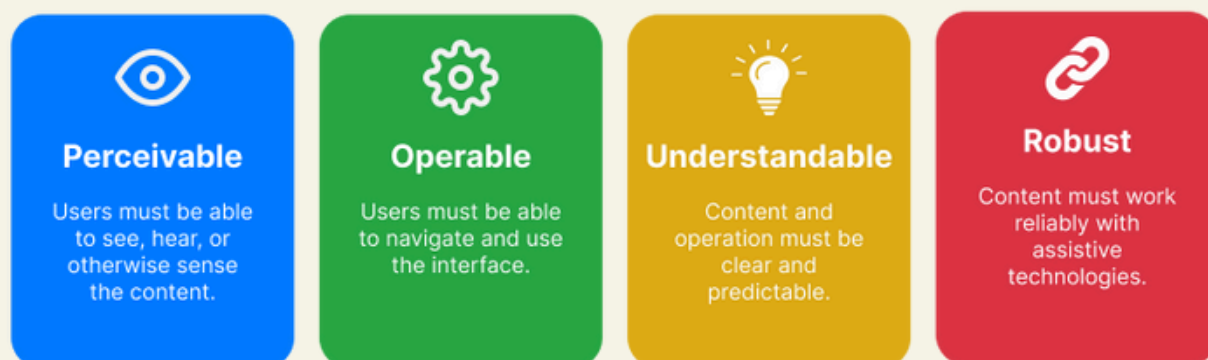 Perceivable
Users must be able
to see, hear, or
otherwise sense
the content.
Operable
Users must be able
to navigate and use
the interface.
Understandable
Content and
operation must be
clear and
predictable.
Robust
Content must work
reliably with
assistive
technologies.